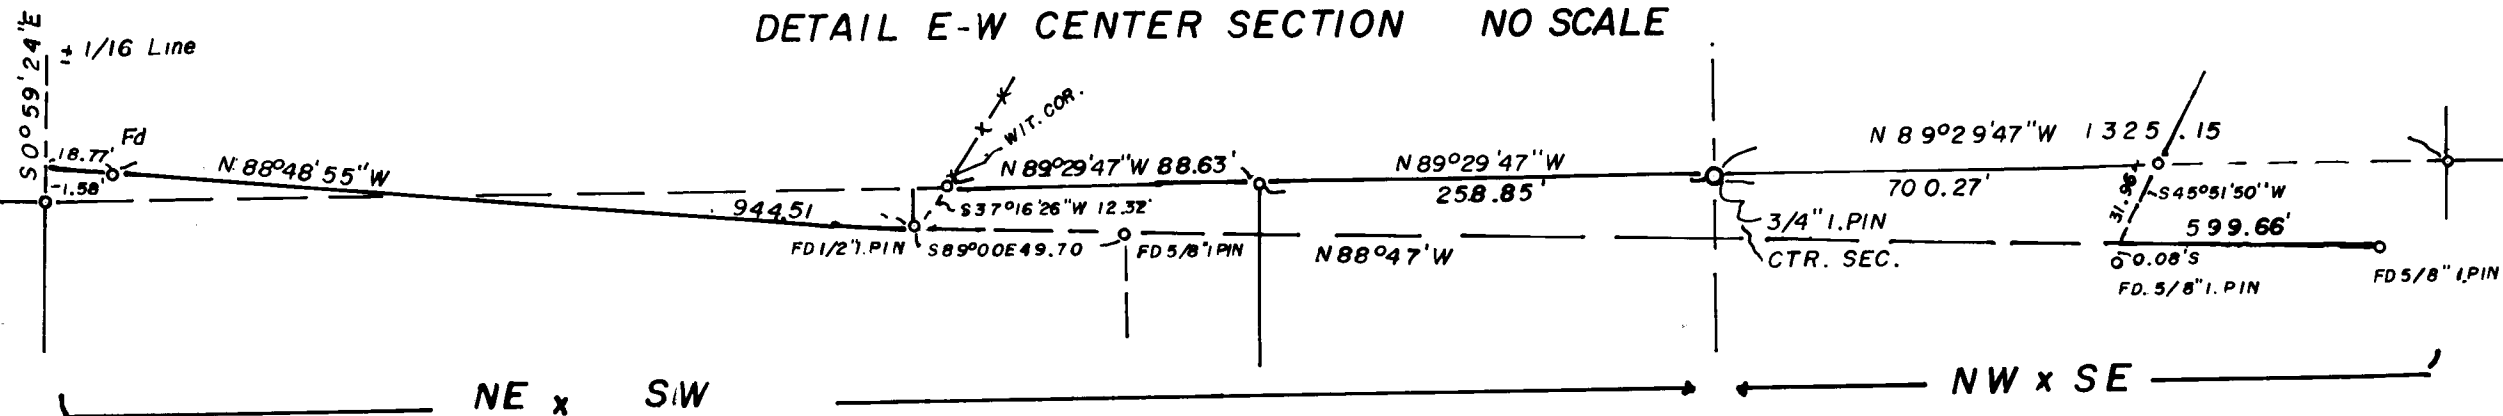 DETAIL E-W CENTER SECTION NO SCALE
S 0°59'24"E
± 1/16 Line
18.77'
Fd
-1.58'
N 88°48'55"W
944.51
WIT. COR.
N 89°29'47"W 88.63'
S37°16'26"W 12.32'
FD 1/2" I.PIN
S89°00E49.70
FD 5/8" I PIN
N 89°29'47"W
258.85'
N 88°47'W
3/4" I.PIN
CTR. SEC.
N 89°29'47"W 1325.15
700.27'
S45°51'50"W
599.66'
0.08'S
FD. 5/8" I. PIN
FD 5/8" I.PIN
NE x SW
NW x SE